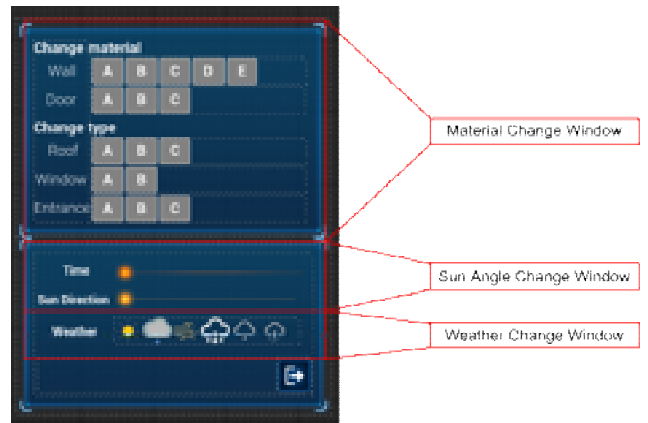 Change material
Wall A B C D E
Door A B C
Change type
Roof A B C
Window A B
Entrance A B C
Material Change Window
Time
Sun Angle Change Window
Sun Direction
Weather
Weather Change Window